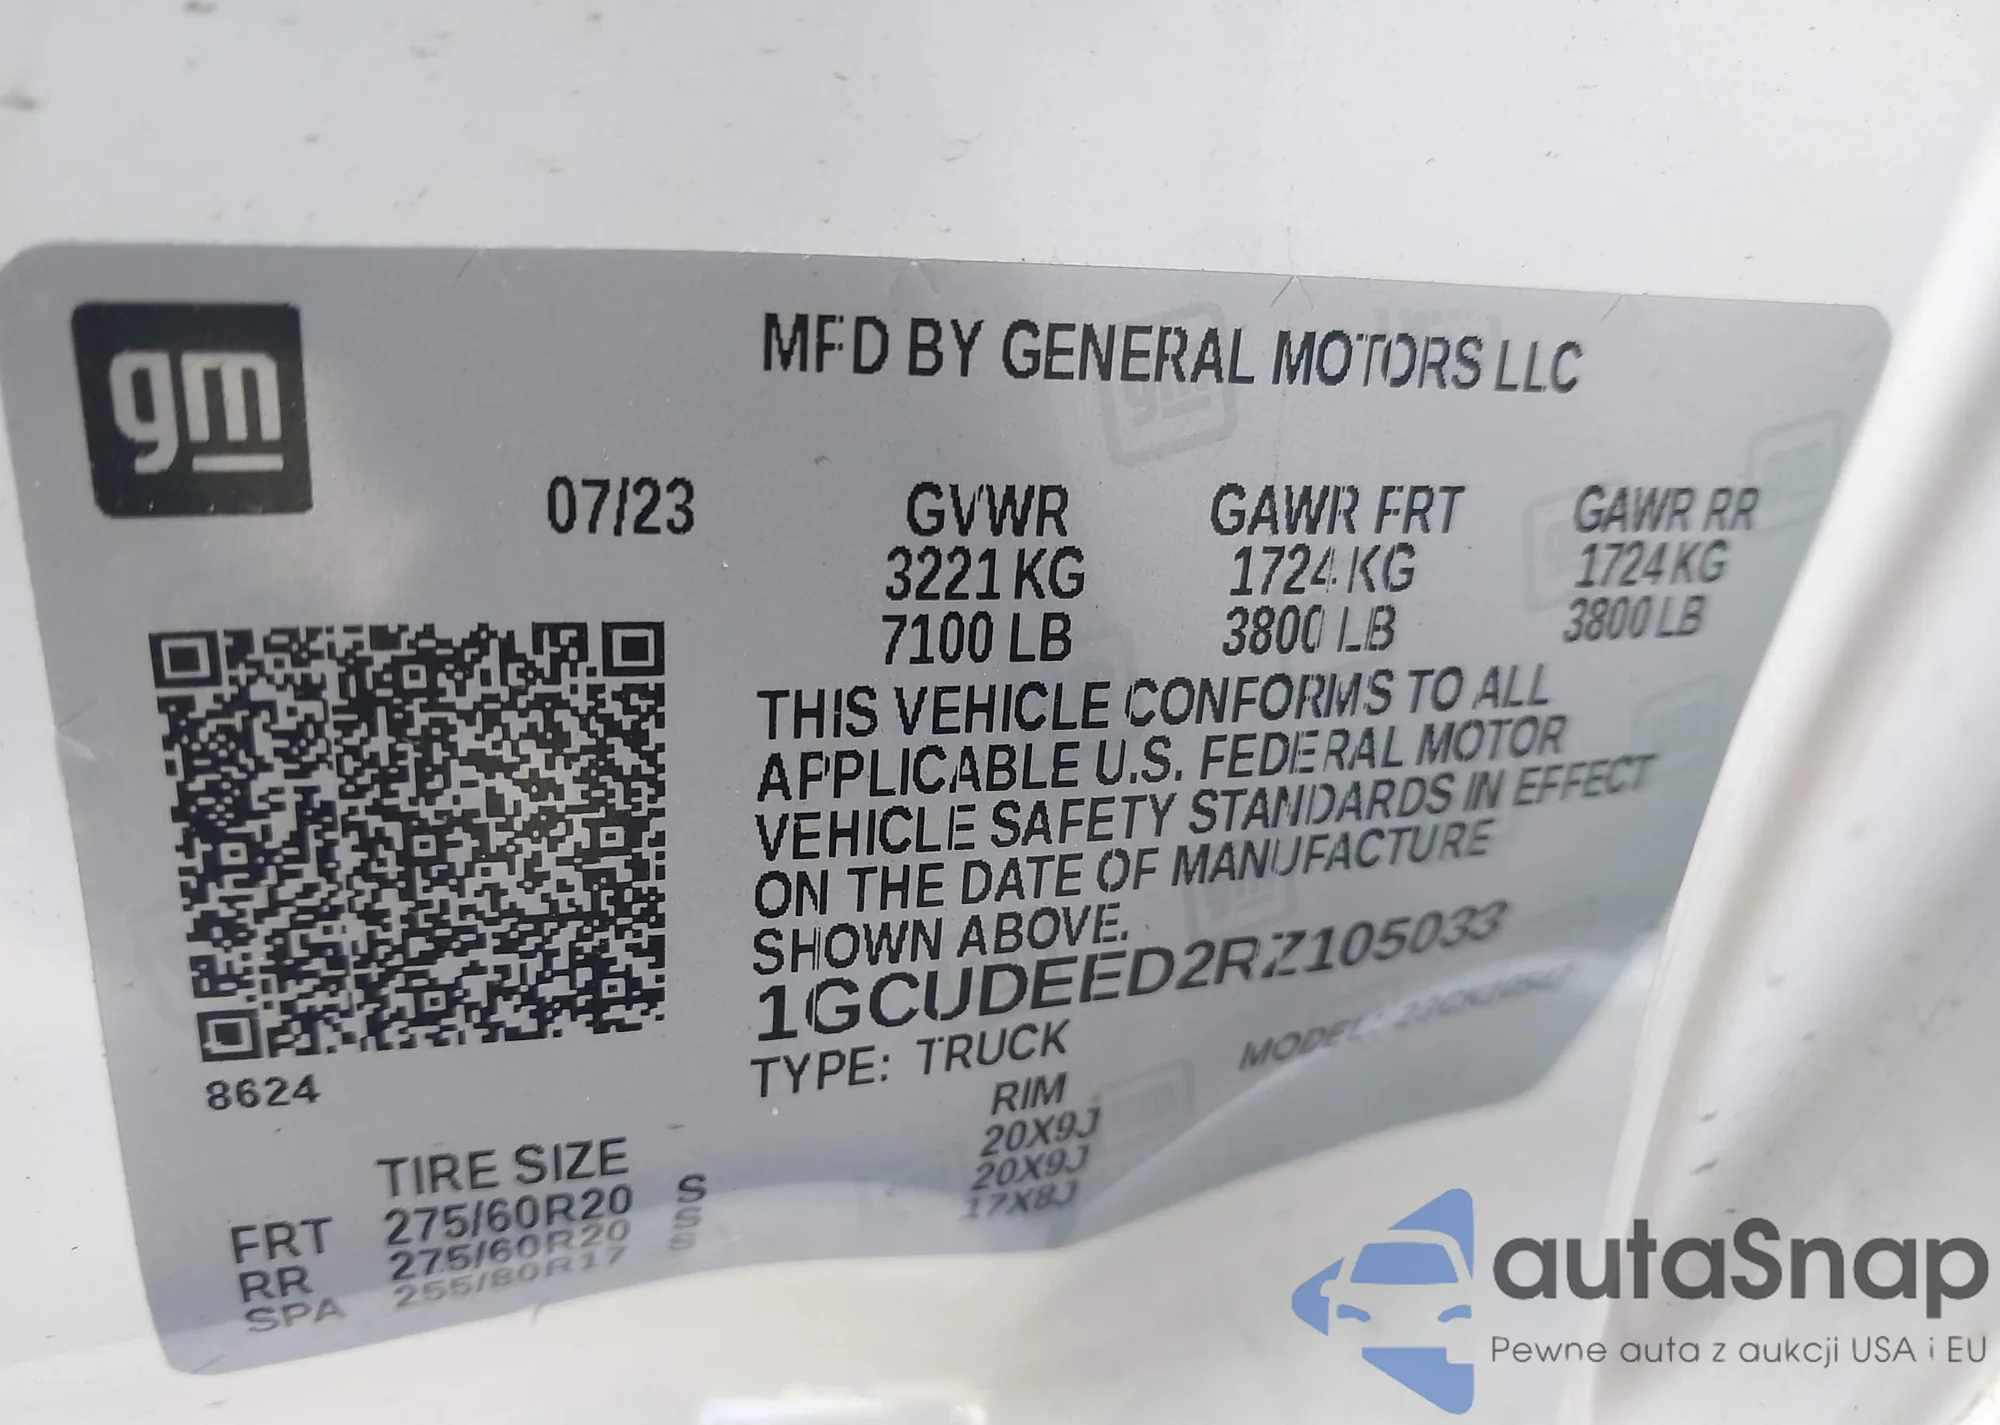 gm
MFD BY GENERAL MOTORS LLC
07/23
GVWR GAWR FRT GAWR RR
3221 KG 1724 KG 1724 KG
7100 LB 3800 LB 3800 LB
THIS VEHICLE CONFORMS TO ALL
APPLICABLE U.S. FEDERAL MOTOR
VEHICLE SAFETY STANDARDS IN EFFECT
ON THE DATE OF MANUFACTURE
SHOWN ABOVE.
1GCUDEED2RZ105033
TYPE: TRUCK MODEL:
8624
TIRE SIZE RIM
FRT 275/60R20 S 20X9J
RR 275/60R20 S 20X9J
SPA 255/80R17 S 17X8J
autaSnap
Pewne auta z aukcji USA i EU